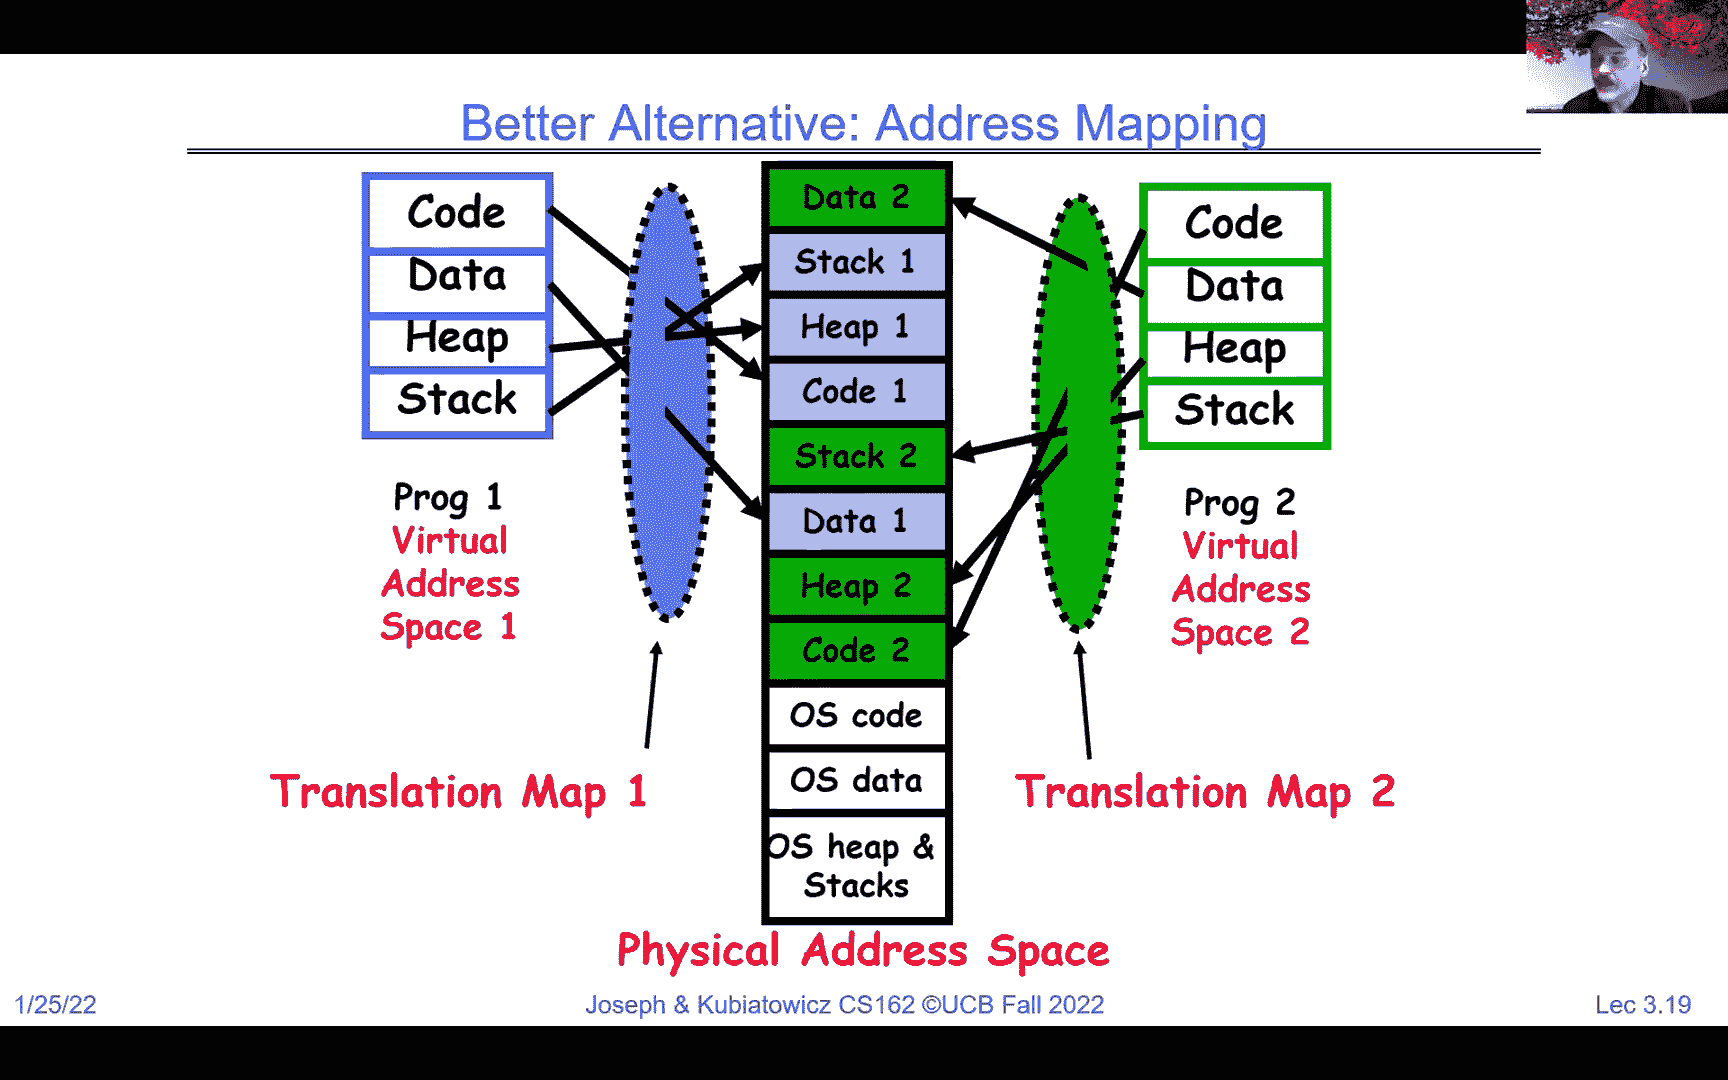 Better Alternative: Address Mapping
Code
Data
Heap
Stack
Prog 1
Virtual
Address
Space 1
Translation Map 1
Data 2
Stack 1
Heap 1
Code 1
Stack 2
Data 1
Heap 2
Code 2
OS code
OS data
OS heap &
Stacks
Physical Address Space
Code
Data
Heap
Stack
Prog 2
Virtual
Address
Space 2
Translation Map 2
1/25/22
Joseph & Kubiatowicz CS162 ©UCB Fall 2022
Lec 3.19